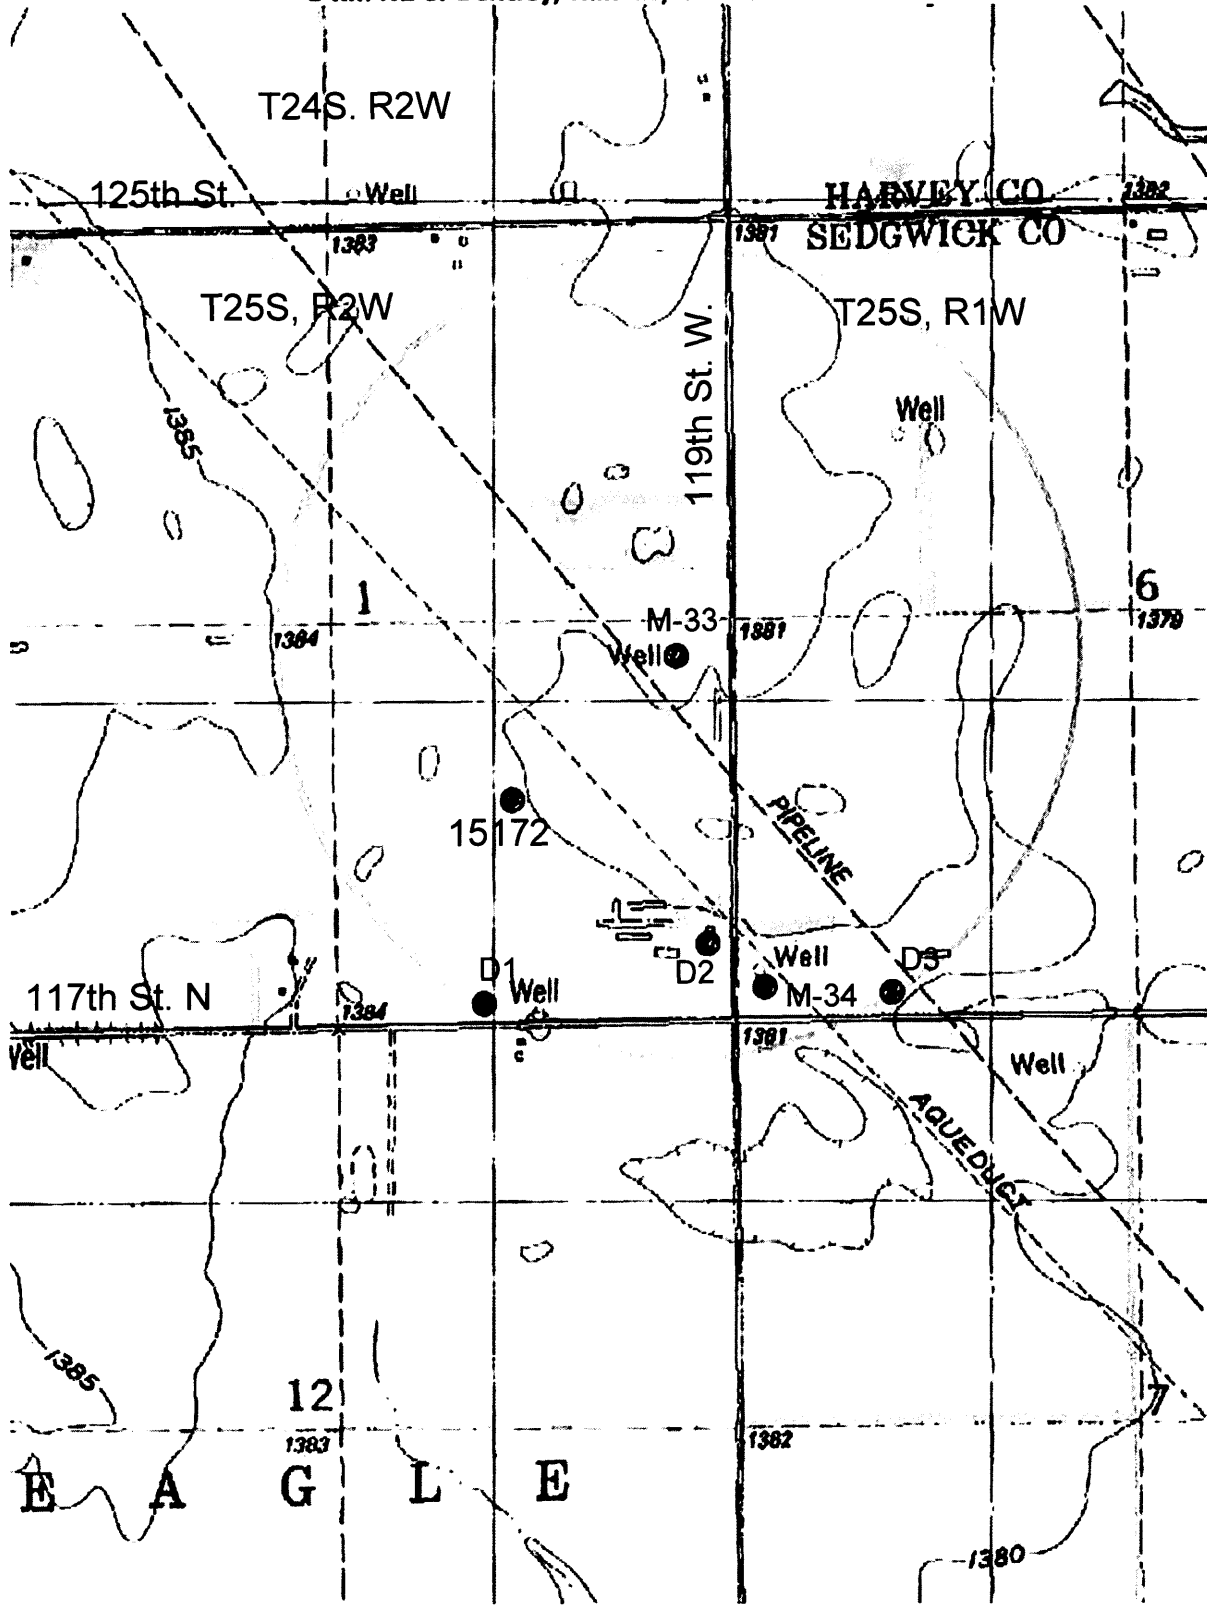 T24S. R2W
125th St.
Well
HARVEY CO
1382
1383
1381
SEDGWICK CO
T25S, R2W
T25S, R1W
119th St. W.
1385
Well
1
6
M-33
1384
1381
1379
Well
15172
PIPELINE
D1
Well
D2
Well
D3
117th St. N
M-34
1384
1381
Well
Well
AQUEDUCT
1385
12
7
1383
1382
E A G L E
1380